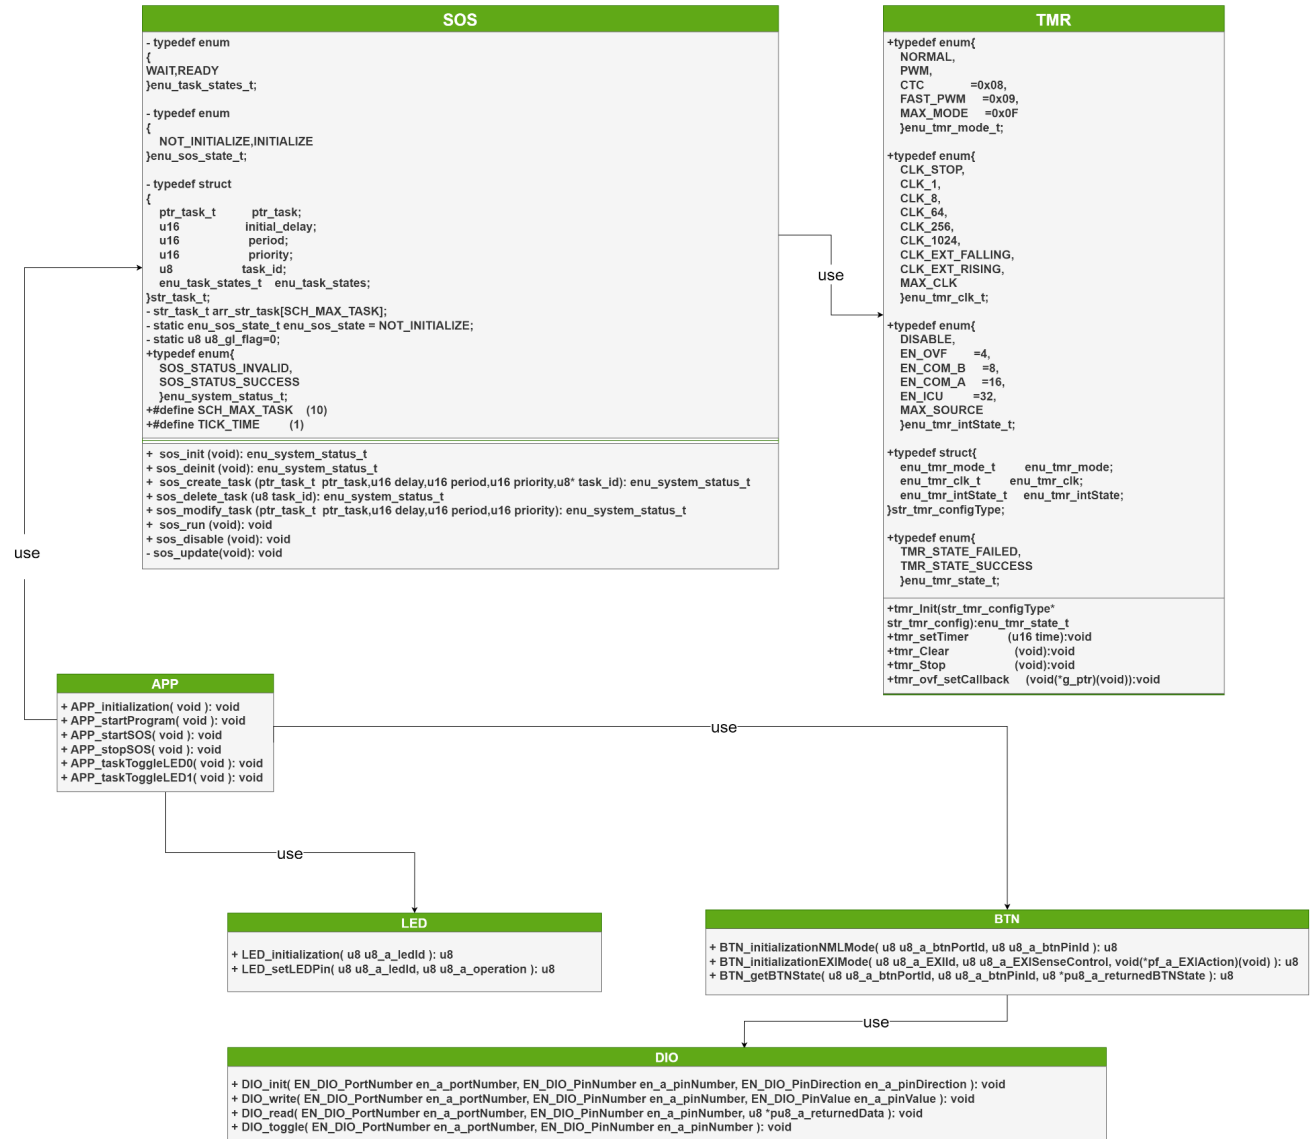 SOS
- typedef enum
{
WAIT,READY
}enu_task_states_t;
- typedef enum
{
NOT_INITIALIZE,INITIALIZE
}enu_sos_state_t;
- typedef struct
{
ptr_task_t ptr_task;
u16 initial_delay;
u16 period;
u16 priority;
u8 task_id;
enu_task_states_t enu_task_states;
}str_task_t;
- str_task_t arr_str_task[SCH_MAX_TASK];
- static enu_sos_state_t enu_sos_state = NOT_INITIALIZE;
- static u8 u8_gl_flag=0;
+typedef enum{
SOS_STATUS_INVALID,
SOS_STATUS_SUCCESS
}enu_system_status_t;
+#define SCH_MAX_TASK (10)
+#define TICK_TIME (1)
+ sos_init (void): enu_system_status_t
+ sos_deinit (void): enu_system_status_t
+ sos_create_task (ptr_task_t ptr_task,u16 delay,u16 period,u16 priority,u8* task_id): enu_system_status_t
+ sos_delete_task (u8 task_id): enu_system_status_t
+ sos_modify_task (ptr_task_t ptr_task,u16 delay,u16 period,u16 priority): enu_system_status_t
+ sos_run (void): void
+ sos_disable (void): void
- sos_update(void): void
use
TMR
+typedef enum{
NORMAL,
PWM,
CTC =0x08,
FAST_PWM =0x09,
MAX_MODE =0x0F
}enu_tmr_mode_t;
+typedef enum{
CLK_STOP,
CLK_1,
CLK_8,
CLK_64,
CLK_256,
CLK_1024,
CLK_EXT_FALLING,
CLK_EXT_RISING,
MAX_CLK
}enu_tmr_clk_t;
+typedef enum{
DISABLE,
EN_OVF =4,
EN_COM_B =8,
EN_COM_A =16,
EN_ICU =32,
MAX_SOURCE
}enu_tmr_intState_t;
+typedef struct{
enu_tmr_mode_t enu_tmr_mode;
enu_tmr_clk_t enu_tmr_clk;
enu_tmr_intState_t enu_tmr_intState;
}str_tmr_configType;
+typedef enum{
TMR_STATE_FAILED,
TMR_STATE_SUCCESS
}enu_tmr_state_t;
+tmr_Init(str_tmr_configType*
str_tmr_config):enu_tmr_state_t
+tmr_setTimer (u16 time):void
+tmr_Clear (void):void
+tmr_Stop (void):void
+tmr_ovf_setCallback (void(*g_ptr)(void)):void
use
APP
+ APP_initialization( void ): void
+ APP_startProgram( void ): void
+ APP_startSOS( void ): void
+ APP_stopSOS( void ): void
+ APP_taskToggleLED0( void ): void
+ APP_taskToggleLED1( void ): void
use
use
LED
+ LED_initialization( u8 u8_a_ledId ): u8
+ LED_setLEDPin( u8 u8_a_ledId, u8 u8_a_operation ): u8
BTN
+ BTN_initializationNMLMode( u8 u8_a_btnPortId, u8 u8_a_btnPinId ): u8
+ BTN_initializationEXIMode( u8 u8_a_EXIId, u8 u8_a_EXISenseControl, void(*pf_a_EXIAction)(void) ): u8
+ BTN_getBTNState( u8 u8_a_btnPortId, u8 u8_a_btnPinId, u8 *pu8_a_returnedBTNState ): u8
use
DIO
+ DIO_init( EN_DIO_PortNumber en_a_portNumber, EN_DIO_PinNumber en_a_pinNumber, EN_DIO_PinDirection en_a_pinDirection ): void
+ DIO_write( EN_DIO_PortNumber en_a_portNumber, EN_DIO_PinNumber en_a_pinNumber, EN_DIO_PinValue en_a_pinValue ): void
+ DIO_read( EN_DIO_PortNumber en_a_portNumber, EN_DIO_PinNumber en_a_pinNumber, u8 *pu8_a_returnedData ): void
+ DIO_toggle( EN_DIO_PortNumber en_a_portNumber, EN_DIO_PinNumber en_a_pinNumber ): void